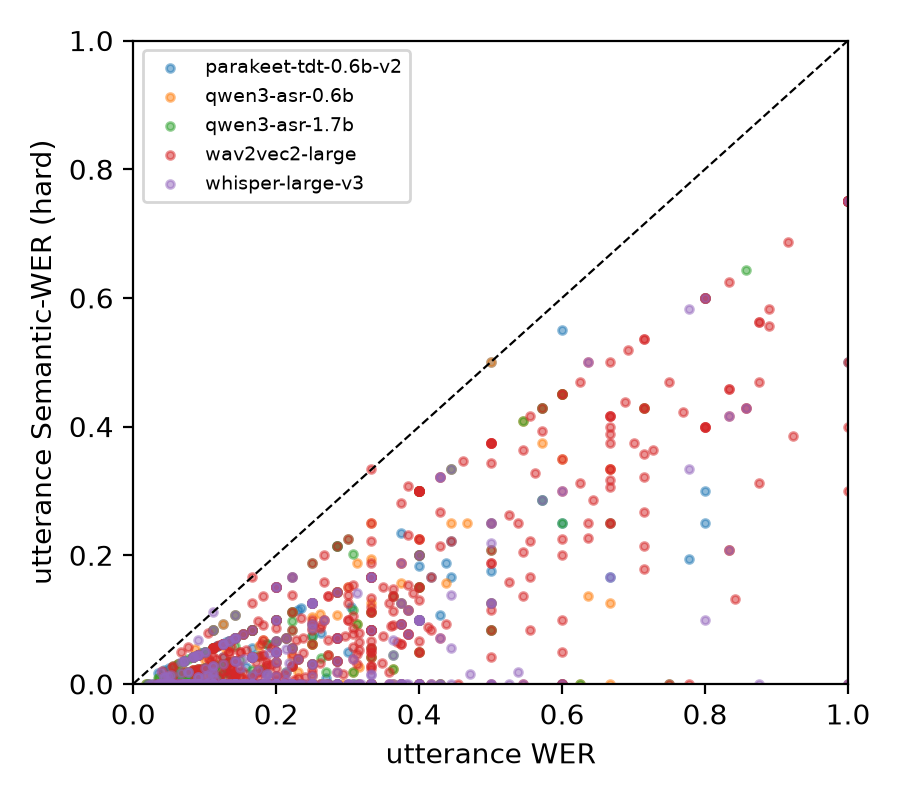 1.0
0.8
0.6
0.4
0.2
0.0
utterance Semantic-WER (hard)
parakeet-tdt-0.6b-v2
qwen3-asr-0.6b
qwen3-asr-1.7b
wav2vec2-large
whisper-large-v3
0.0 0.2 0.4 0.6 0.8 1.0
utterance WER